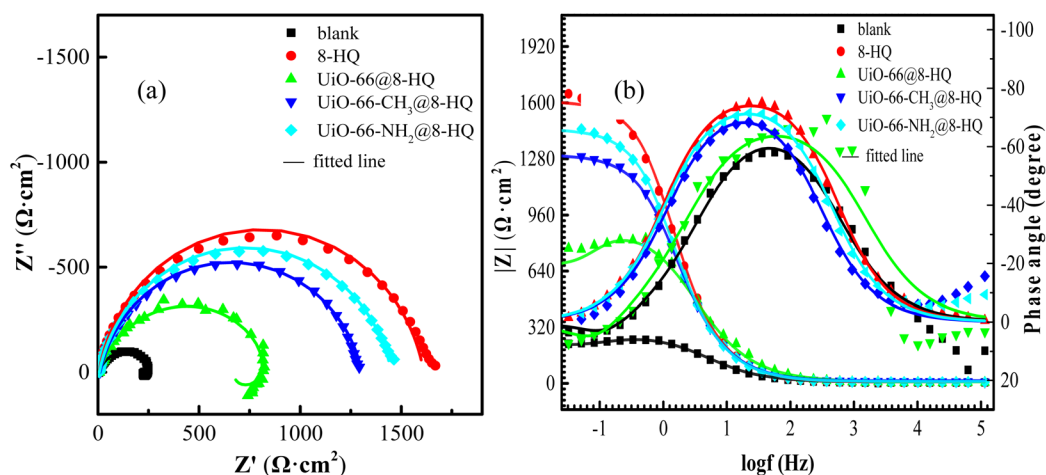 (a)
blank
8-HQ
UiO-66@8-HQ
UiO-66-CH3@8-HQ
UiO-66-NH2@8-HQ
fitted line
Z'' (Ω·cm²)
-1500
-1000
-500
0
0 500 1000 1500
Z' (Ω·cm²)
(b)
blank
8-HQ
UiO-66@8-HQ
UiO-66-CH3@8-HQ
UiO-66-NH2@8-HQ
fitted line
|Z| (Ω·cm²)
1920
1600
1280
960
640
320
0
-1 0 1 2 3 4 5
logf (Hz)
-100
-80
-60
-40
-20
0
20
Phase angle (degree)